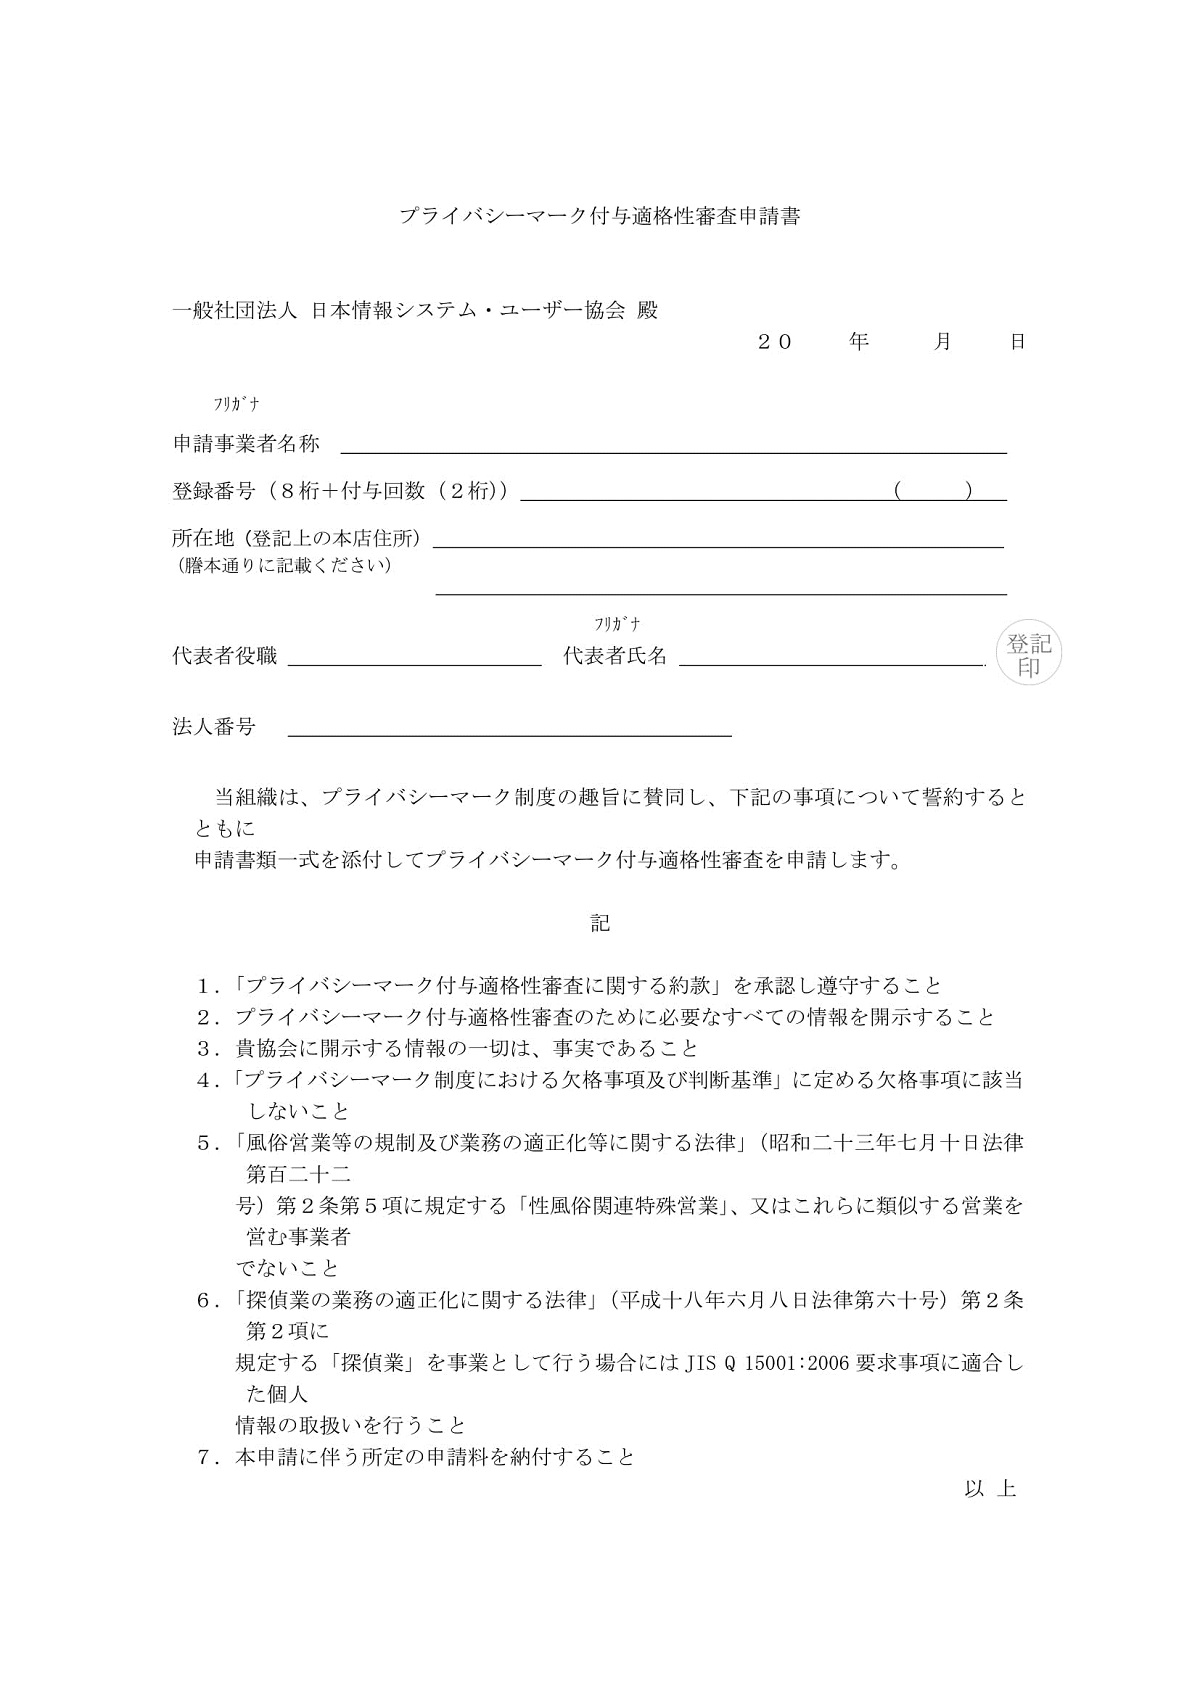 プライバシーマーク付与適格性審査申請書
一般社団法人 日本情報システム・ユーザー協会 殿
２０　　年　　月　　日
ﾌﾘｶﾞﾅ
申請事業者名称
登録番号（８桁＋付与回数（２桁））　　（　　）
所在地（登記上の本店住所）
（謄本通りに記載ください）
ﾌﾘｶﾞﾅ
代表者役職　　代表者氏名
登記
印
法人番号
当組織は、プライバシーマーク制度の趣旨に賛同し、下記の事項について誓約すると
ともに
申請書類一式を添付してプライバシーマーク付与適格性審査を申請します。
記
１．「プライバシーマーク付与適格性審査に関する約款」を承認し遵守すること
２．プライバシーマーク付与適格性審査のために必要なすべての情報を開示すること
３．貴協会に開示する情報の一切は、事実であること
４．「プライバシーマーク制度における欠格事項及び判断基準」に定める欠格事項に該当
しないこと
５．「風俗営業等の規制及び業務の適正化等に関する法律」（昭和二十三年七月十日法律
第百二十二
号）第２条第５項に規定する「性風俗関連特殊営業」、又はこれらに類似する営業を
営む事業者
でないこと
６．「探偵業の業務の適正化に関する法律」（平成十八年六月八日法律第六十号）第２条
第２項に
規定する「探偵業」を事業として行う場合には JIS Q 15001:2006 要求事項に適合し
た個人
情報の取扱いを行うこと
７．本申請に伴う所定の申請料を納付すること
以 上